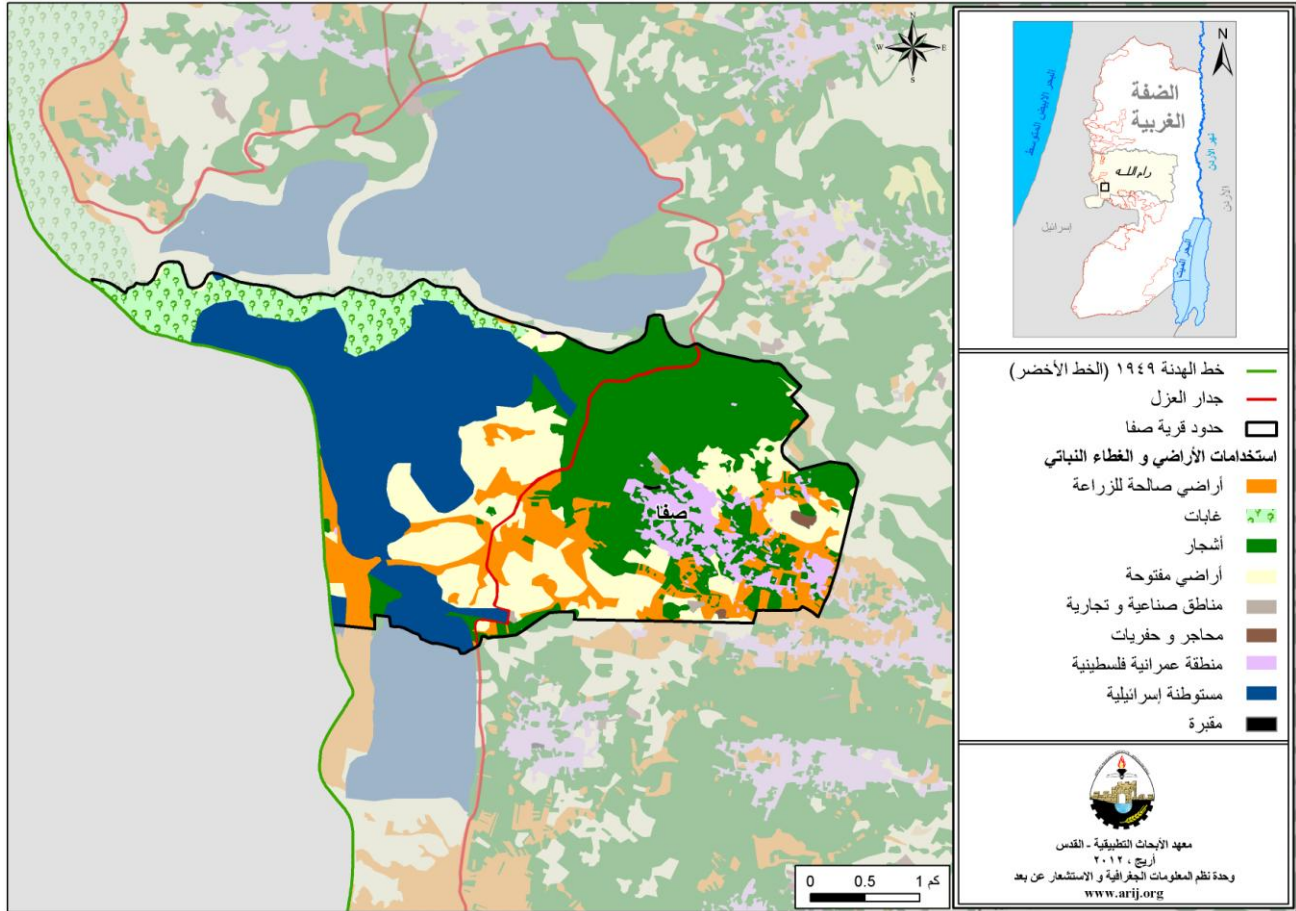 N
W E
S
صفا
0 0.5 1 كم
N
البحر الأبيض المتوسط
الضفة
الغربية
نهر الأردن
رام اللـه
الأردن
إسرائيل
البحر الميت
خط الهدنة ١٩٤٩ (الخط الأخضر)
جدار العزل
حدود قرية صفا
استخدامات الأراضي و الغطاء النباتي
أراضي صالحة للزراعة
غابات
أشجار
أراضي مفتوحة
مناطق صناعية و تجارية
محاجر و حفريات
منطقة عمرانية فلسطينية
مستوطنة إسرائيلية
مقبرة
معهد الأبحاث التطبيقية - القدس
أريج ، ٢٠١٢
وحدة نظم المعلومات الجغرافية و الاستشعار عن بعد
www.arij.org